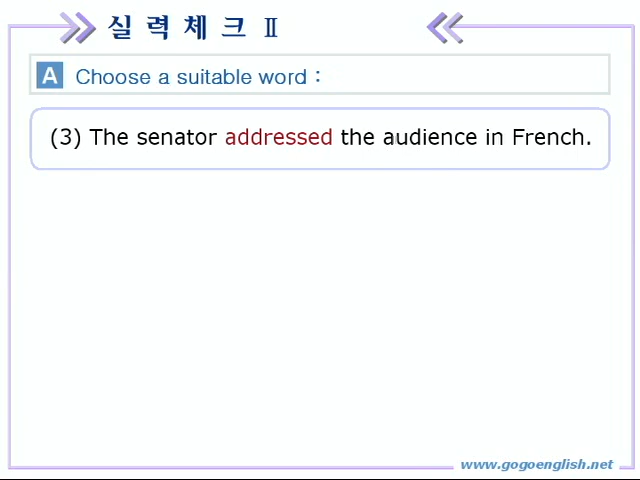 실 력 체 크 Ⅱ
A Choose a suitable word :
(3) The senator addressed the audience in French.
www.gogoenglish.net